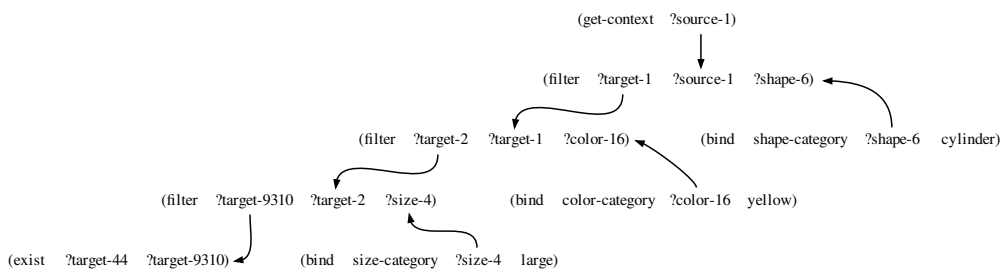 (get-context ?source-1)
(filter ?target-1 ?source-1 ?shape-6)
(filter ?target-2 ?target-1 ?color-16) (bind shape-category ?shape-6 cylinder)
(filter ?target-9310 ?target-2 ?size-4) (bind color-category ?color-16 yellow)
(exist ?target-44 ?target-9310) (bind size-category ?size-4 large)